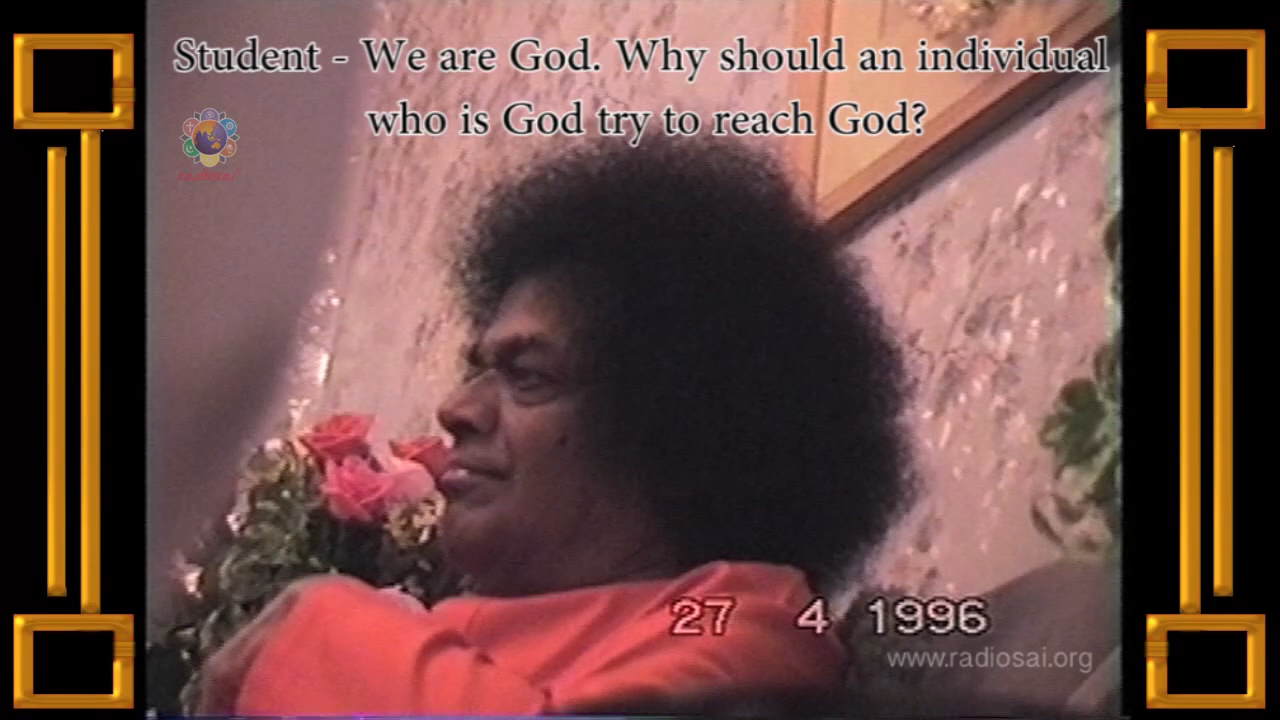 Student - We are God. Why should an individual
who is God try to reach God?
radiosai
27 4 1996
www.radiosai.org